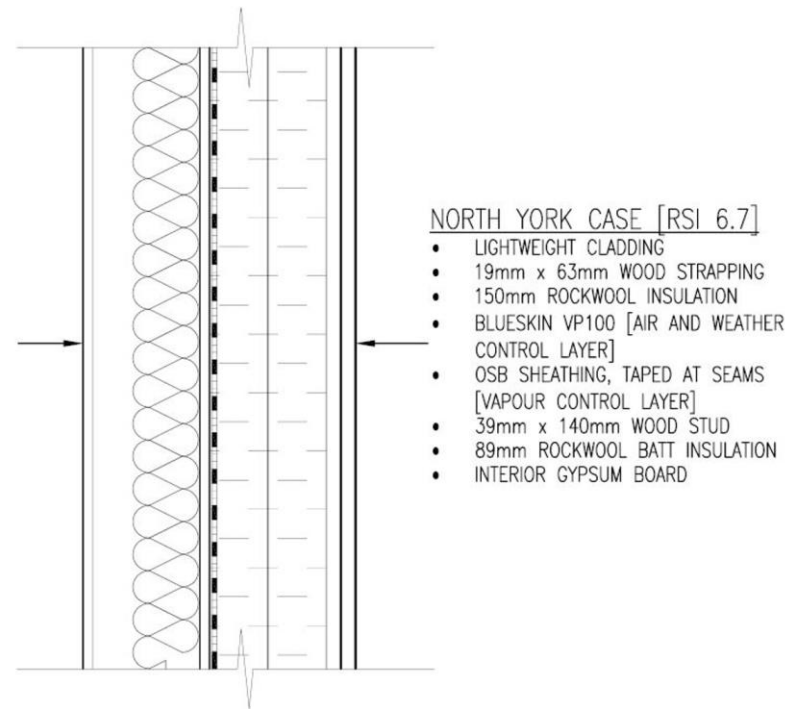 NORTH YORK CASE [RSI 6.7]
• LIGHTWEIGHT CLADDING
• 19mm x 63mm WOOD STRAPPING
• 150mm ROCKWOOL INSULATION
• BLUESKIN VP100 [AIR AND WEATHER
CONTROL LAYER]
• OSB SHEATHING, TAPED AT SEAMS
[VAPOUR CONTROL LAYER]
• 39mm x 140mm WOOD STUD
• 89mm ROCKWOOL BATT INSULATION
• INTERIOR GYPSUM BOARD